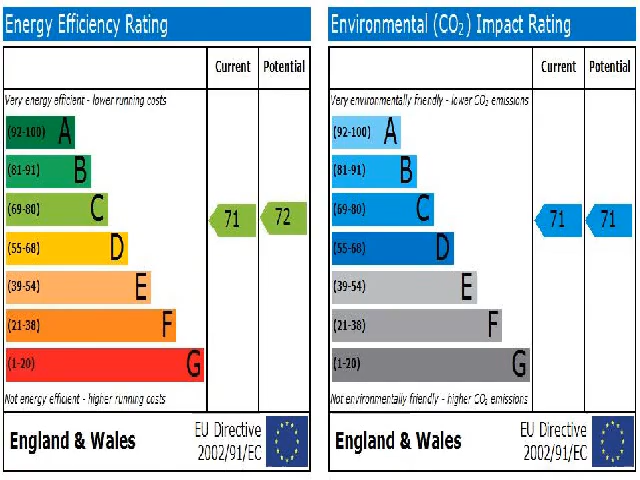 Energy Efficiency Rating
Current Potential
Very energy efficient - lower running costs
(92-100) A
(81-91) B
(69-80) C
71 72
(55-68) D
(39-54) E
(21-38) F
(1-20) G
Not energy efficient - higher running costs
England & Wales
EU Directive
2002/91/EC
Environmental (CO₂) Impact Rating
Current Potential
Very environmentally friendly - lower CO₂ emissions
(92-100) A
(81-91) B
(69-80) C
71 71
(55-68) D
(39-54) E
(21-38) F
(1-20) G
Not environmentally friendly - higher CO₂ emissions
England & Wales
EU Directive
2002/91/EC